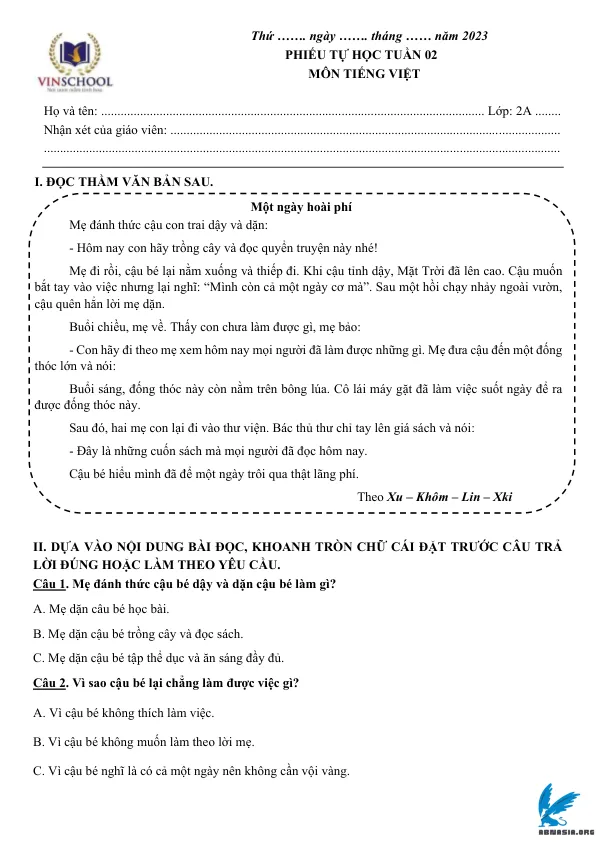 Thứ ……. ngày ……. tháng …… năm 2023
PHIẾU TỰ HỌC TUẦN 02
MÔN TIẾNG VIỆT
VINSCHOOL
Nơi ươm mầm tinh hoa
Họ và tên: ....................................................................................................................... Lớp: 2A ........
Nhận xét của giáo viên: .........................................................................................................................
................................................................................................................................................................
I. ĐỌC THẦM VĂN BẢN SAU.
Một ngày hoài phí
Mẹ đánh thức cậu con trai dậy và dặn:
- Hôm nay con hãy trồng cây và đọc quyển truyện này nhé!
Mẹ đi rồi, cậu bé lại nằm xuống và thiếp đi. Khi cậu tỉnh dậy, Mặt Trời đã lên cao. Cậu muốn
bắt tay vào việc nhưng lại nghĩ: “Mình còn cả một ngày cơ mà”. Sau một hồi chạy nhảy ngoài vườn,
cậu quên hẳn lời mẹ dặn.
Buổi chiều, mẹ về. Thấy con chưa làm được gì, mẹ bảo:
- Con hãy đi theo mẹ xem hôm nay mọi người đã làm được những gì. Mẹ đưa cậu đến một đống
thóc lớn và nói:
Buổi sáng, đống thóc này còn nằm trên bông lúa. Cô lái máy gặt đã làm việc suốt ngày để ra
được đống thóc này.
Sau đó, hai mẹ con lại đi vào thư viện. Bác thủ thư chỉ tay lên giá sách và nói:
- Đây là những cuốn sách mà mọi người đã đọc hôm nay.
Cậu bé hiểu mình đã để một ngày trôi qua thật lãng phí.
Theo Xu – Khôm – Lin – Xki
II. DỰA VÀO NỘI DUNG BÀI ĐỌC, KHOANH TRÒN CHỮ CÁI ĐẶT TRƯỚC CÂU TRẢ
LỜI ĐÚNG HOẶC LÀM THEO YÊU CẦU.
Câu 1. Mẹ đánh thức cậu bé dậy và dặn cậu bé làm gì?
A. Mẹ dặn cậu bé học bài.
B. Mẹ dặn cậu bé trồng cây và đọc sách.
C. Mẹ dặn cậu bé tập thể dục và ăn sáng đầy đủ.
Câu 2. Vì sao cậu bé lại chẳng làm được việc gì?
A. Vì cậu bé không thích làm việc.
B. Vì cậu bé không muốn làm theo lời mẹ.
C. Vì cậu bé nghĩ là có cả một ngày nên không cần vội vàng.
ABNASIA.ORG